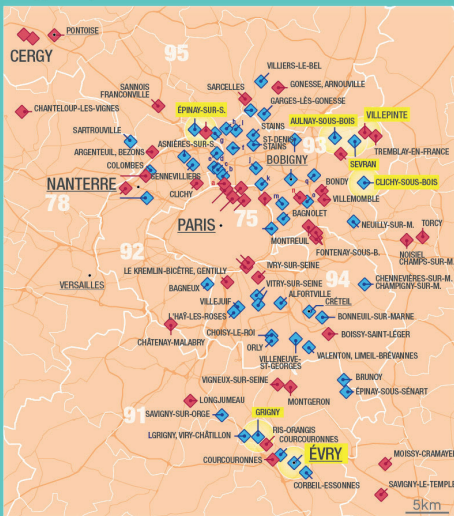 PONTOISE
95
CERGY
VILLIERS-LE-BEL
SANNOIS
FRANCONVILLE
SARCELLES
GONESSE, ARNOUVILLE
CHANTELOUP-LES-VIGNES
ÉPINAY-SUR-S.
GARGES-LÈS-GONESSE
AULNAY-SOUS-BOIS
VILLEPINTE
SARTROUVILLE
STAINS
ST-DENIS
STAINS
93
ASNIÈRES-SUR-S.
TREMBLAY-EN-FRANCE
ARGENTEUIL, BEZONS
BOBIGNY
SEVRAN
COLOMBES
GENNEVILLIERS
BONDY
CLICHY-SOUS-BOIS
NANTERRE
CLICHY
VILLEMOMBLE
78
75
PARIS
BAGNOLET
NEUILLY-SUR-M.
TORCY
MONTREUIL
NOISIEL
CHAMPS-SUR-M.
92
FONTENAY-SOUS-B.
LE KREMLIN-BICÊTRE, GENTILLY
IVRY-SUR-SEINE
94
VERSAILLES
BAGNEUX
VITRY-SUR-SEINE
CHENNEVIÈRES-SUR-M.
CHAMPIGNY-SUR-M.
VILLEJUIF
ALFORTVILLE
CRÉTEIL
L'HAŸ-LES-ROSES
BONNEUIL-SUR-MARNE
CHÂTENAY-MALABRY
CHOISY-LE-ROI
BOISSY-SAINT-LÉGER
ORLY
VILLENEUVE-
ST-GEORGES
VALENTON, LIMEIL-BRÉVANNES
VIGNEUX-SUR-SEINE
BRUNOY
MONTGERON
ÉPINAY-SOUS-SÉNART
LONGJUMEAU
91
SAVIGNY-SUR-ORGE
GRIGNY
RIS-ORANGIS
LGRIGNY, VIRY-CHÂTILLON
COURCOURONNES
ÉVRY
COURCOURONNES
MOISSY-CRAMAYEL
CORBEIL-ESSONNES
SAVIGNY-LE-TEMPLE
5km